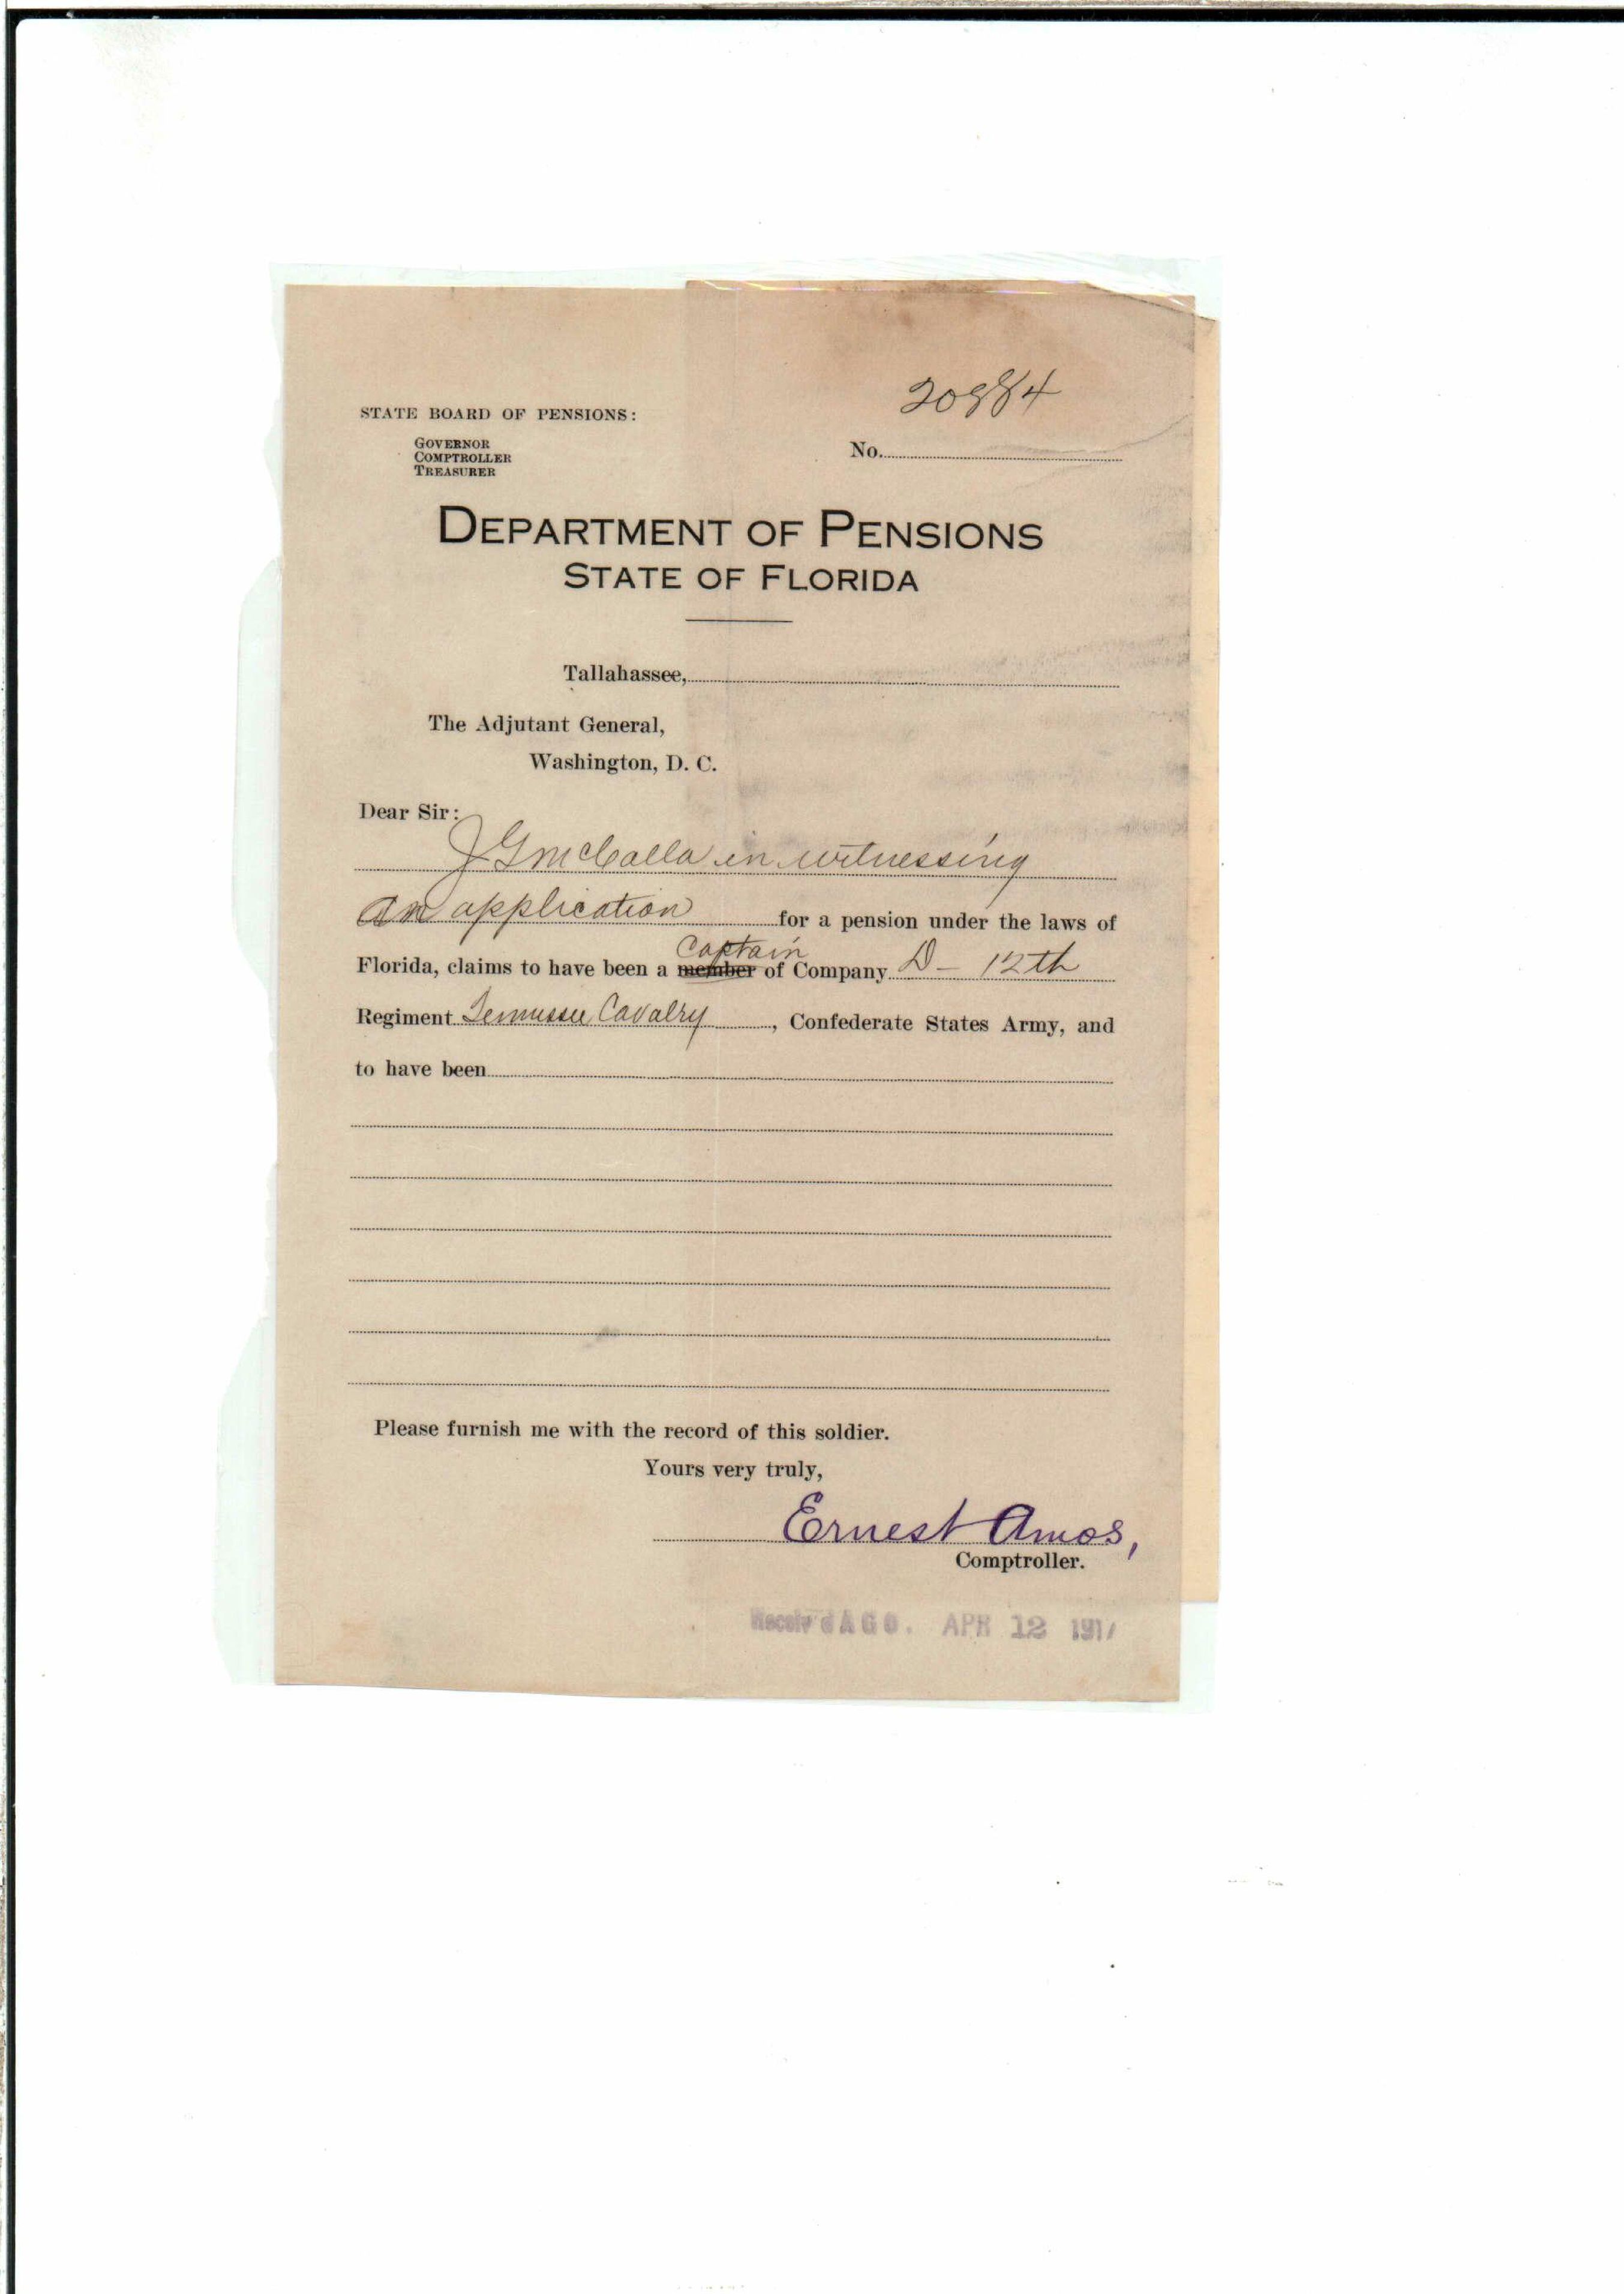 20884
STATE BOARD OF PENSIONS:
GOVERNOR
COMPTROLLER
TREASURER
No.
DEPARTMENT OF PENSIONS
STATE OF FLORIDA
Tallahassee,
The Adjutant General,
Washington, D. C.
Dear Sir:
J G McCalla in witnessing
an application for a pension under the laws of
Captain
Florida, claims to have been a member of Company D - 12th
Regiment Tennessee Cavalry, Confederate States Army, and
to have been
Please furnish me with the record of this soldier.
Yours very truly,
Ernest Amos,
Comptroller.
Received A G O. APR 12 191